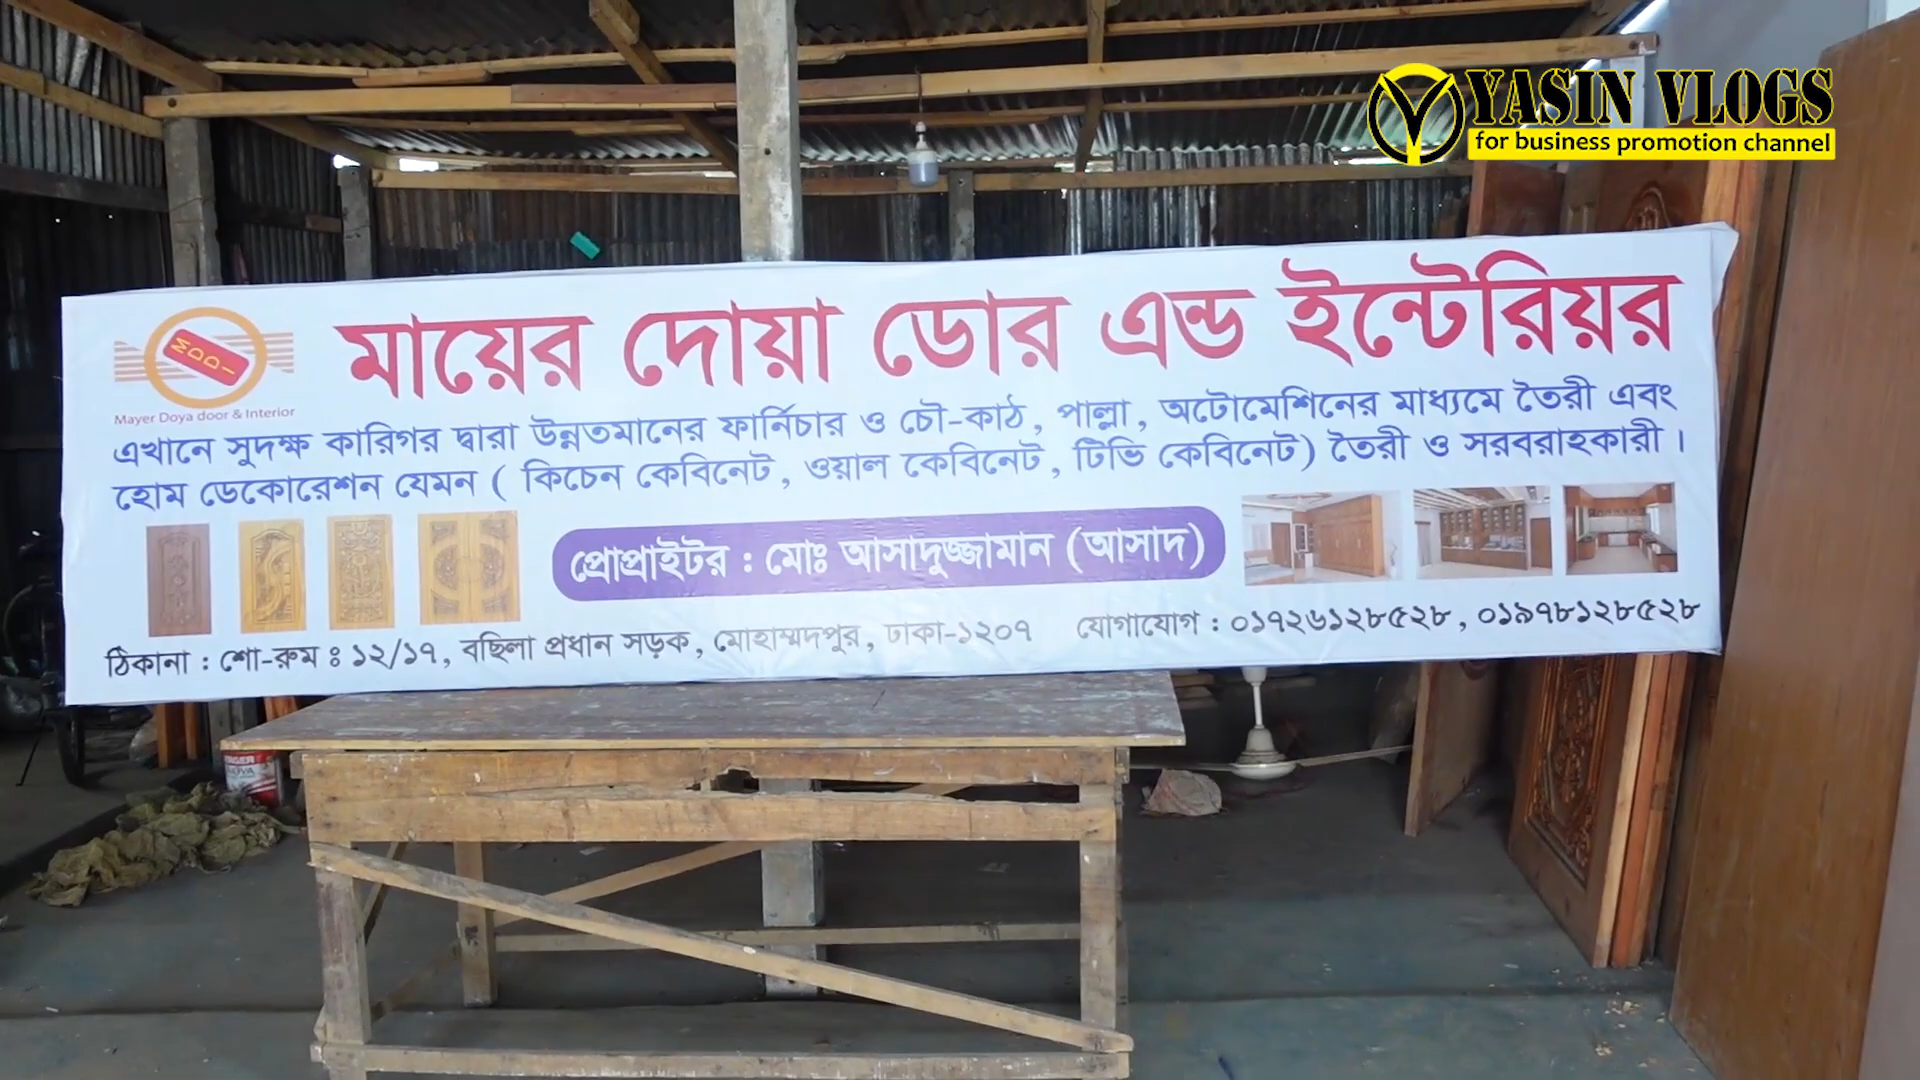 YASIN VLOGS
for business promotion channel
MDDI
Mayer Doya door & Interior
মায়ের দোয়া ডোর এন্ড ইন্টেরিয়র
এখানে সুদক্ষ কারিগর দ্বারা উন্নতমানের ফার্নিচার ও চৌ-কাঠ, পাল্লা, অটোমেশিনের মাধ্যমে তৈরী এবং
হোম ডেকোরেশন যেমন ( কিচেন কেবিনেট, ওয়াল কেবিনেট, টিভি কেবিনেট) তৈরী ও সরবরাহকারী।
প্রোপ্রাইটর : মোঃ আসাদুজ্জামান (আসাদ)
ঠিকানা : শো-রুম ঃ ১২/১৭, বছিলা প্রধান সড়ক, মোহাম্মদপুর, ঢাকা-১২০৭ যোগাযোগ : ০১৭২৬১২৮৫২৮, ০১৯৭৮১২৮৫২৮